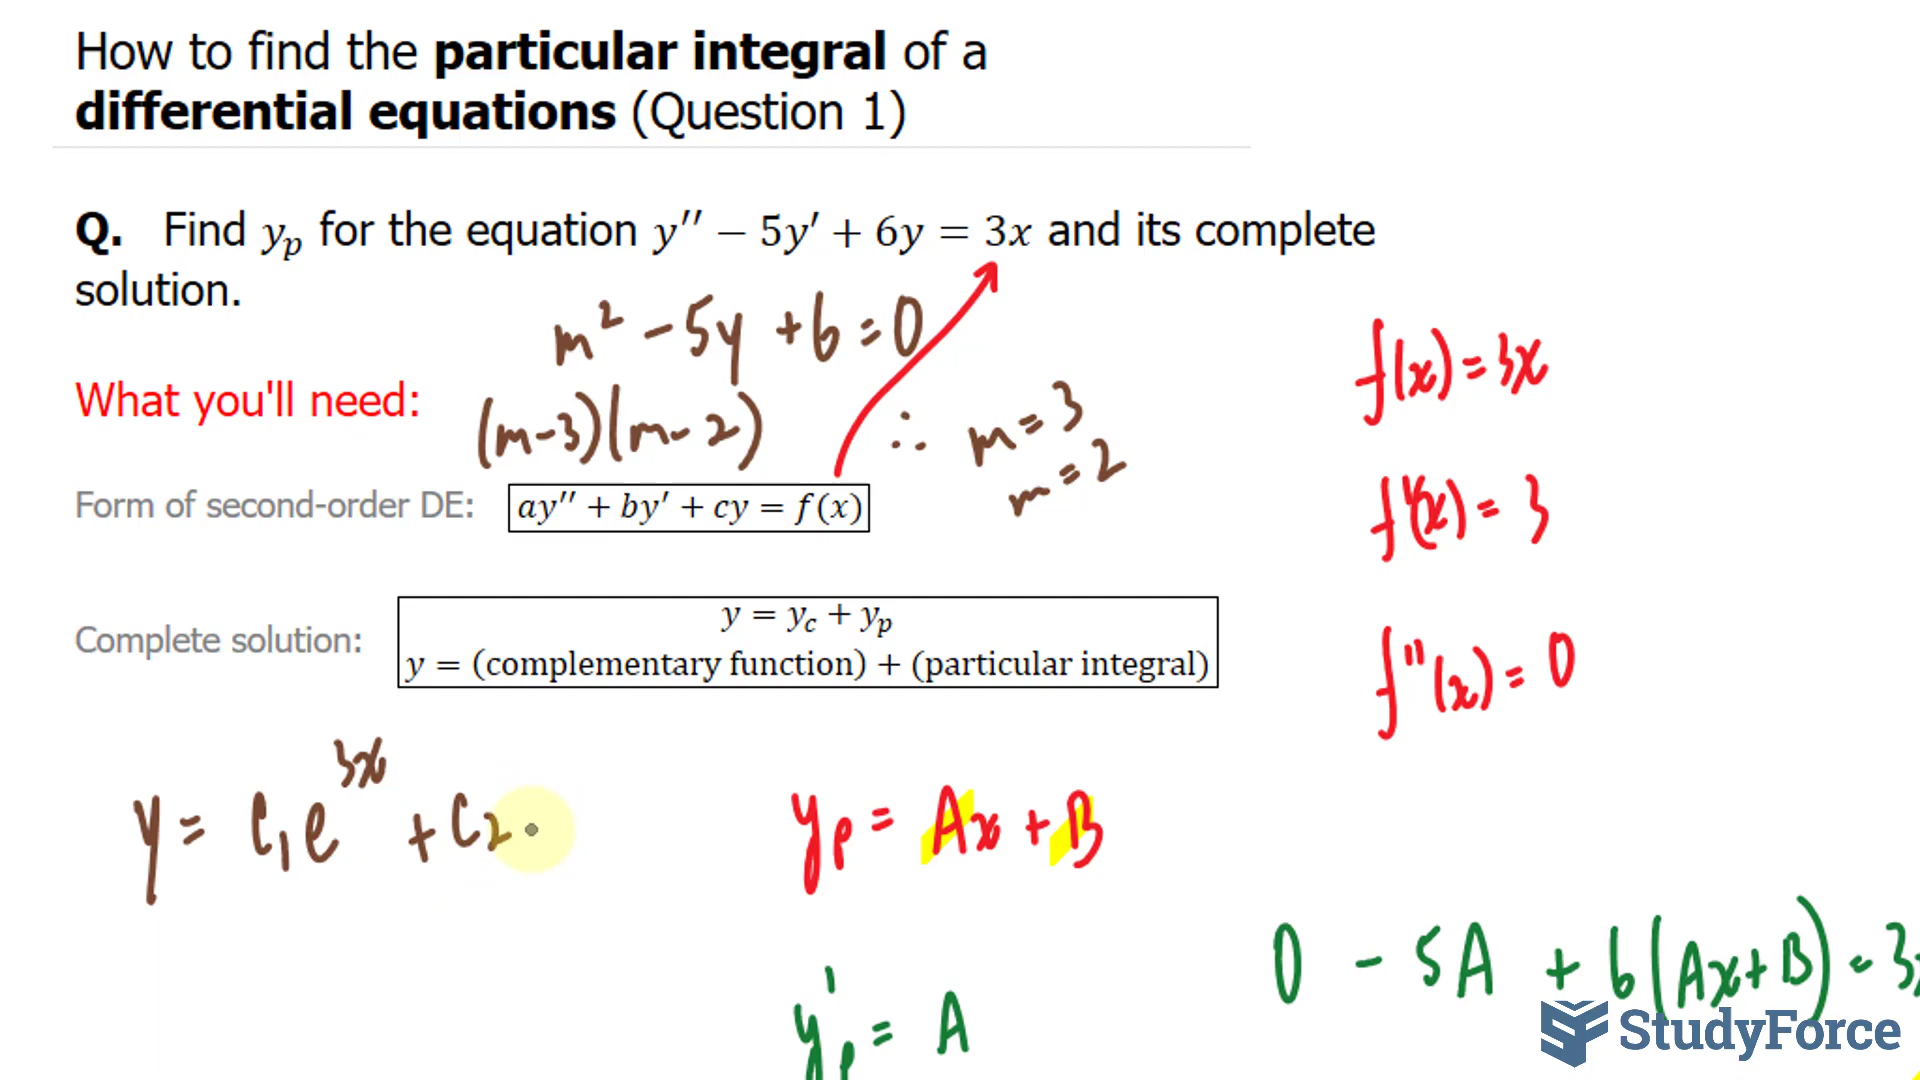 How to find the particular integral of a
differential equations (Question 1)
Q. Find yₚ for the equation y′′ − 5y′ + 6y = 3x and its complete
solution.
m² - 5y + 6 = 0
f(x) = 3x
What you'll need:
(m-3)(m-2) ∴ m = 3
m = 2
Form of second-order DE: ay′′ + by′ + cy = f(x)
f'(x) = 3
Complete solution: y = y꜀ + yₚ
y = (complementary function) + (particular integral)
f"(x) = 0
y = C₁e³ˣ + C₂
yₚ = Ax + B
0 - 5A + 6(Ax+B) = 3x
y'ₚ = A
StudyForce